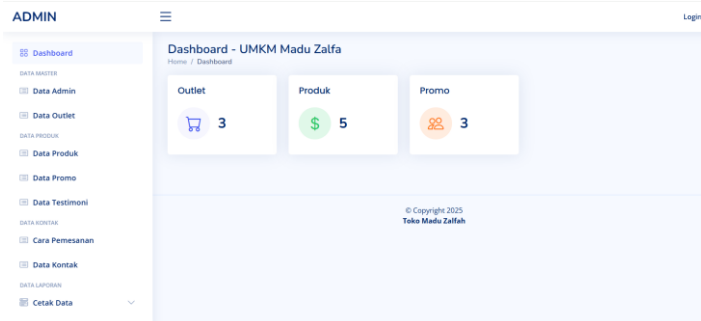 ADMIN
Login
Dashboard
DATA MASTER
Data Admin
Data Outlet
DATA PRODUK
Data Produk
Data Promo
Data Testimoni
DATA KONTAK
Cara Pemesanan
Data Kontak
DATA LAPORAN
Cetak Data
Dashboard - UMKM Madu Zalfa
Home / Dashboard
Outlet
3
Produk
$ 5
Promo
3
© Copyright 2025
Toko Madu Zalfah